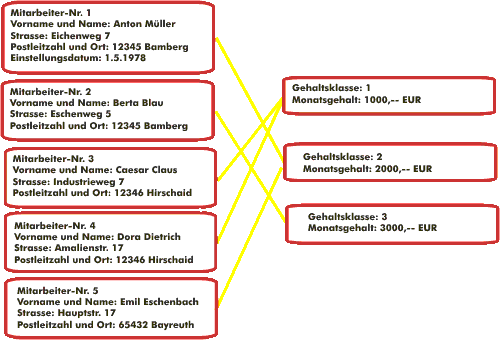 Mitarbeiter-Nr. 1
Vorname und Name: Anton Müller
Strasse: Eichenweg 7
Postleitzahl und Ort: 12345 Bamberg
Einstellungsdatum: 1.5.1978
Mitarbeiter-Nr. 2
Vorname und Name: Berta Blau
Strasse: Eschenweg 5
Postleitzahl und Ort: 12345 Bamberg
Mitarbeiter-Nr. 3
Vorname und Name: Caesar Claus
Strasse: Industrieweg 7
Postleitzahl und Ort: 12346 Hirschaid
Mitarbeiter-Nr. 4
Vorname und Name: Dora Dietrich
Strasse: Amalienstr. 17
Postleitzahl und Ort: 12346 Hirschaid
Mitarbeiter-Nr. 5
Vorname und Name: Emil Eschenbach
Strasse: Hauptstr. 17
Postleitzahl und Ort: 65432 Bayreuth
Gehaltsklasse: 1
Monatsgehalt: 1000,-- EUR
Gehaltsklasse: 2
Monatsgehalt: 2000,-- EUR
Gehaltsklasse: 3
Monatsgehalt: 3000,-- EUR